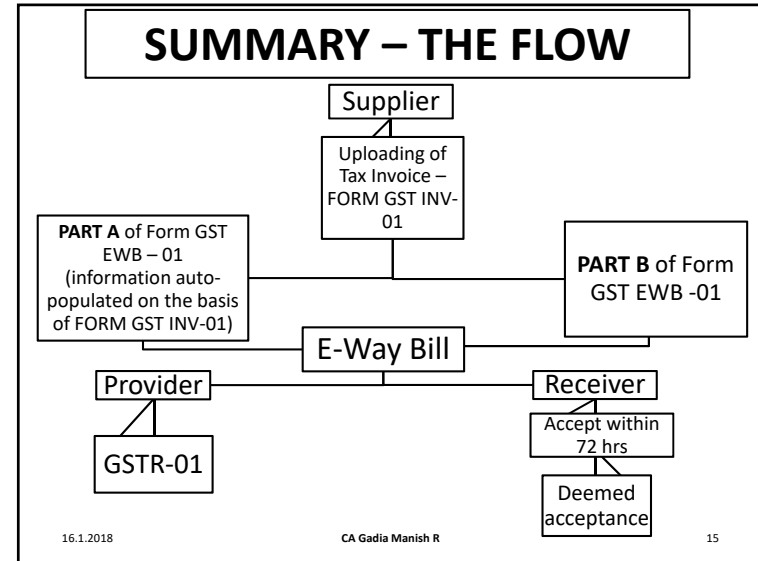 SUMMARY – THE FLOW
Supplier
Uploading of
Tax Invoice –
FORM GST INV-
01
PART A of Form GST
EWB – 01
(information auto-
populated on the basis
of FORM GST INV-01)
PART B of Form
GST EWB -01
E-Way Bill
Provider
Receiver
GSTR-01
Accept within
72 hrs
Deemed
acceptance
16.1.2018
CA Gadia Manish R
15